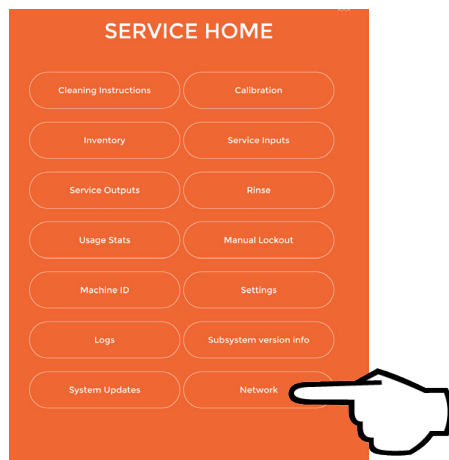 SERVICE HOME
Cleaning Instructions
Calibration
Inventory
Service Inputs
Service Outputs
Rinse
Usage Stats
Manual Lockout
Machine ID
Settings
Logs
Subsystem version info
System Updates
Network